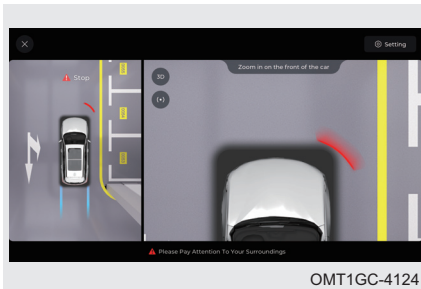 Setting
Zoom in on the front of the car
Stop
3D
Please Pay Attention To Your Surroundings
OMT1GC-4124